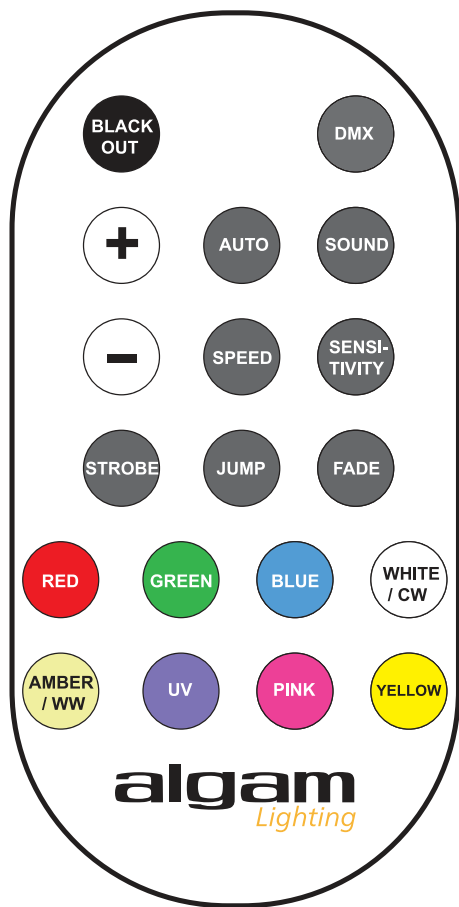 BLACK
OUT
DMX
+
AUTO
SOUND
-
SPEED
SENSI-
TIVITY
STROBE
JUMP
FADE
RED
GREEN
BLUE
WHITE
/ CW
AMBER
/ WW
UV
PINK
YELLOW
algam
Lighting